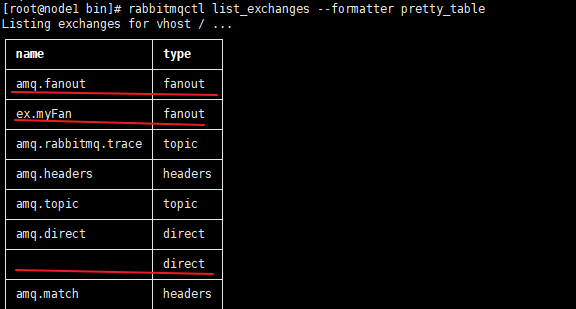 [root@node1 bin]# rabbitmqctl list_exchanges --formatter pretty_table
Listing exchanges for vhost / ...
name type
amq.fanout fanout
ex.myFan fanout
amq.rabbitmq.trace topic
amq.headers headers
amq.topic topic
amq.direct direct
direct
amq.match headers